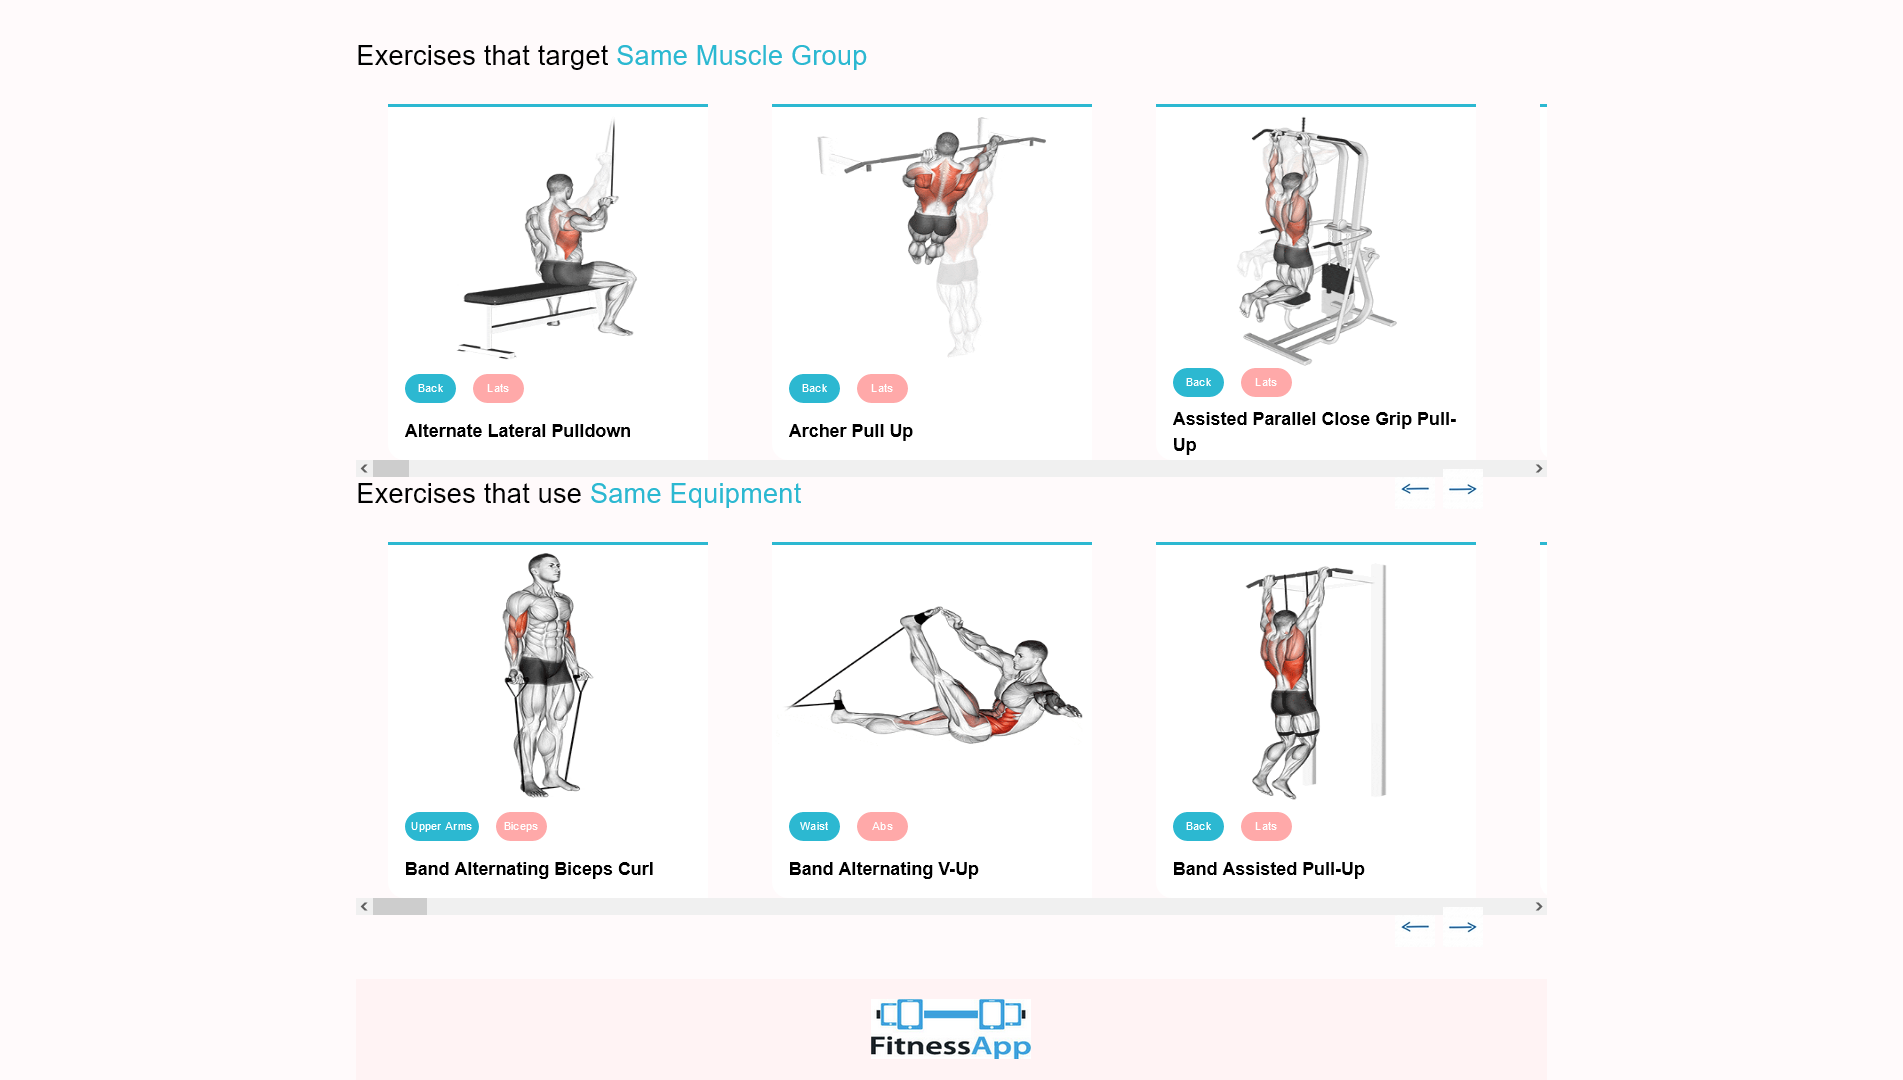 Exercises that target Same Muscle Group
Back
Lats
Alternate Lateral Pulldown
Back
Lats
Archer Pull Up
Back
Lats
Assisted Parallel Close Grip Pull-
Up
Exercises that use Same Equipment
Upper Arms
Biceps
Band Alternating Biceps Curl
Waist
Abs
Band Alternating V-Up
Back
Lats
Band Assisted Pull-Up
FitnessApp